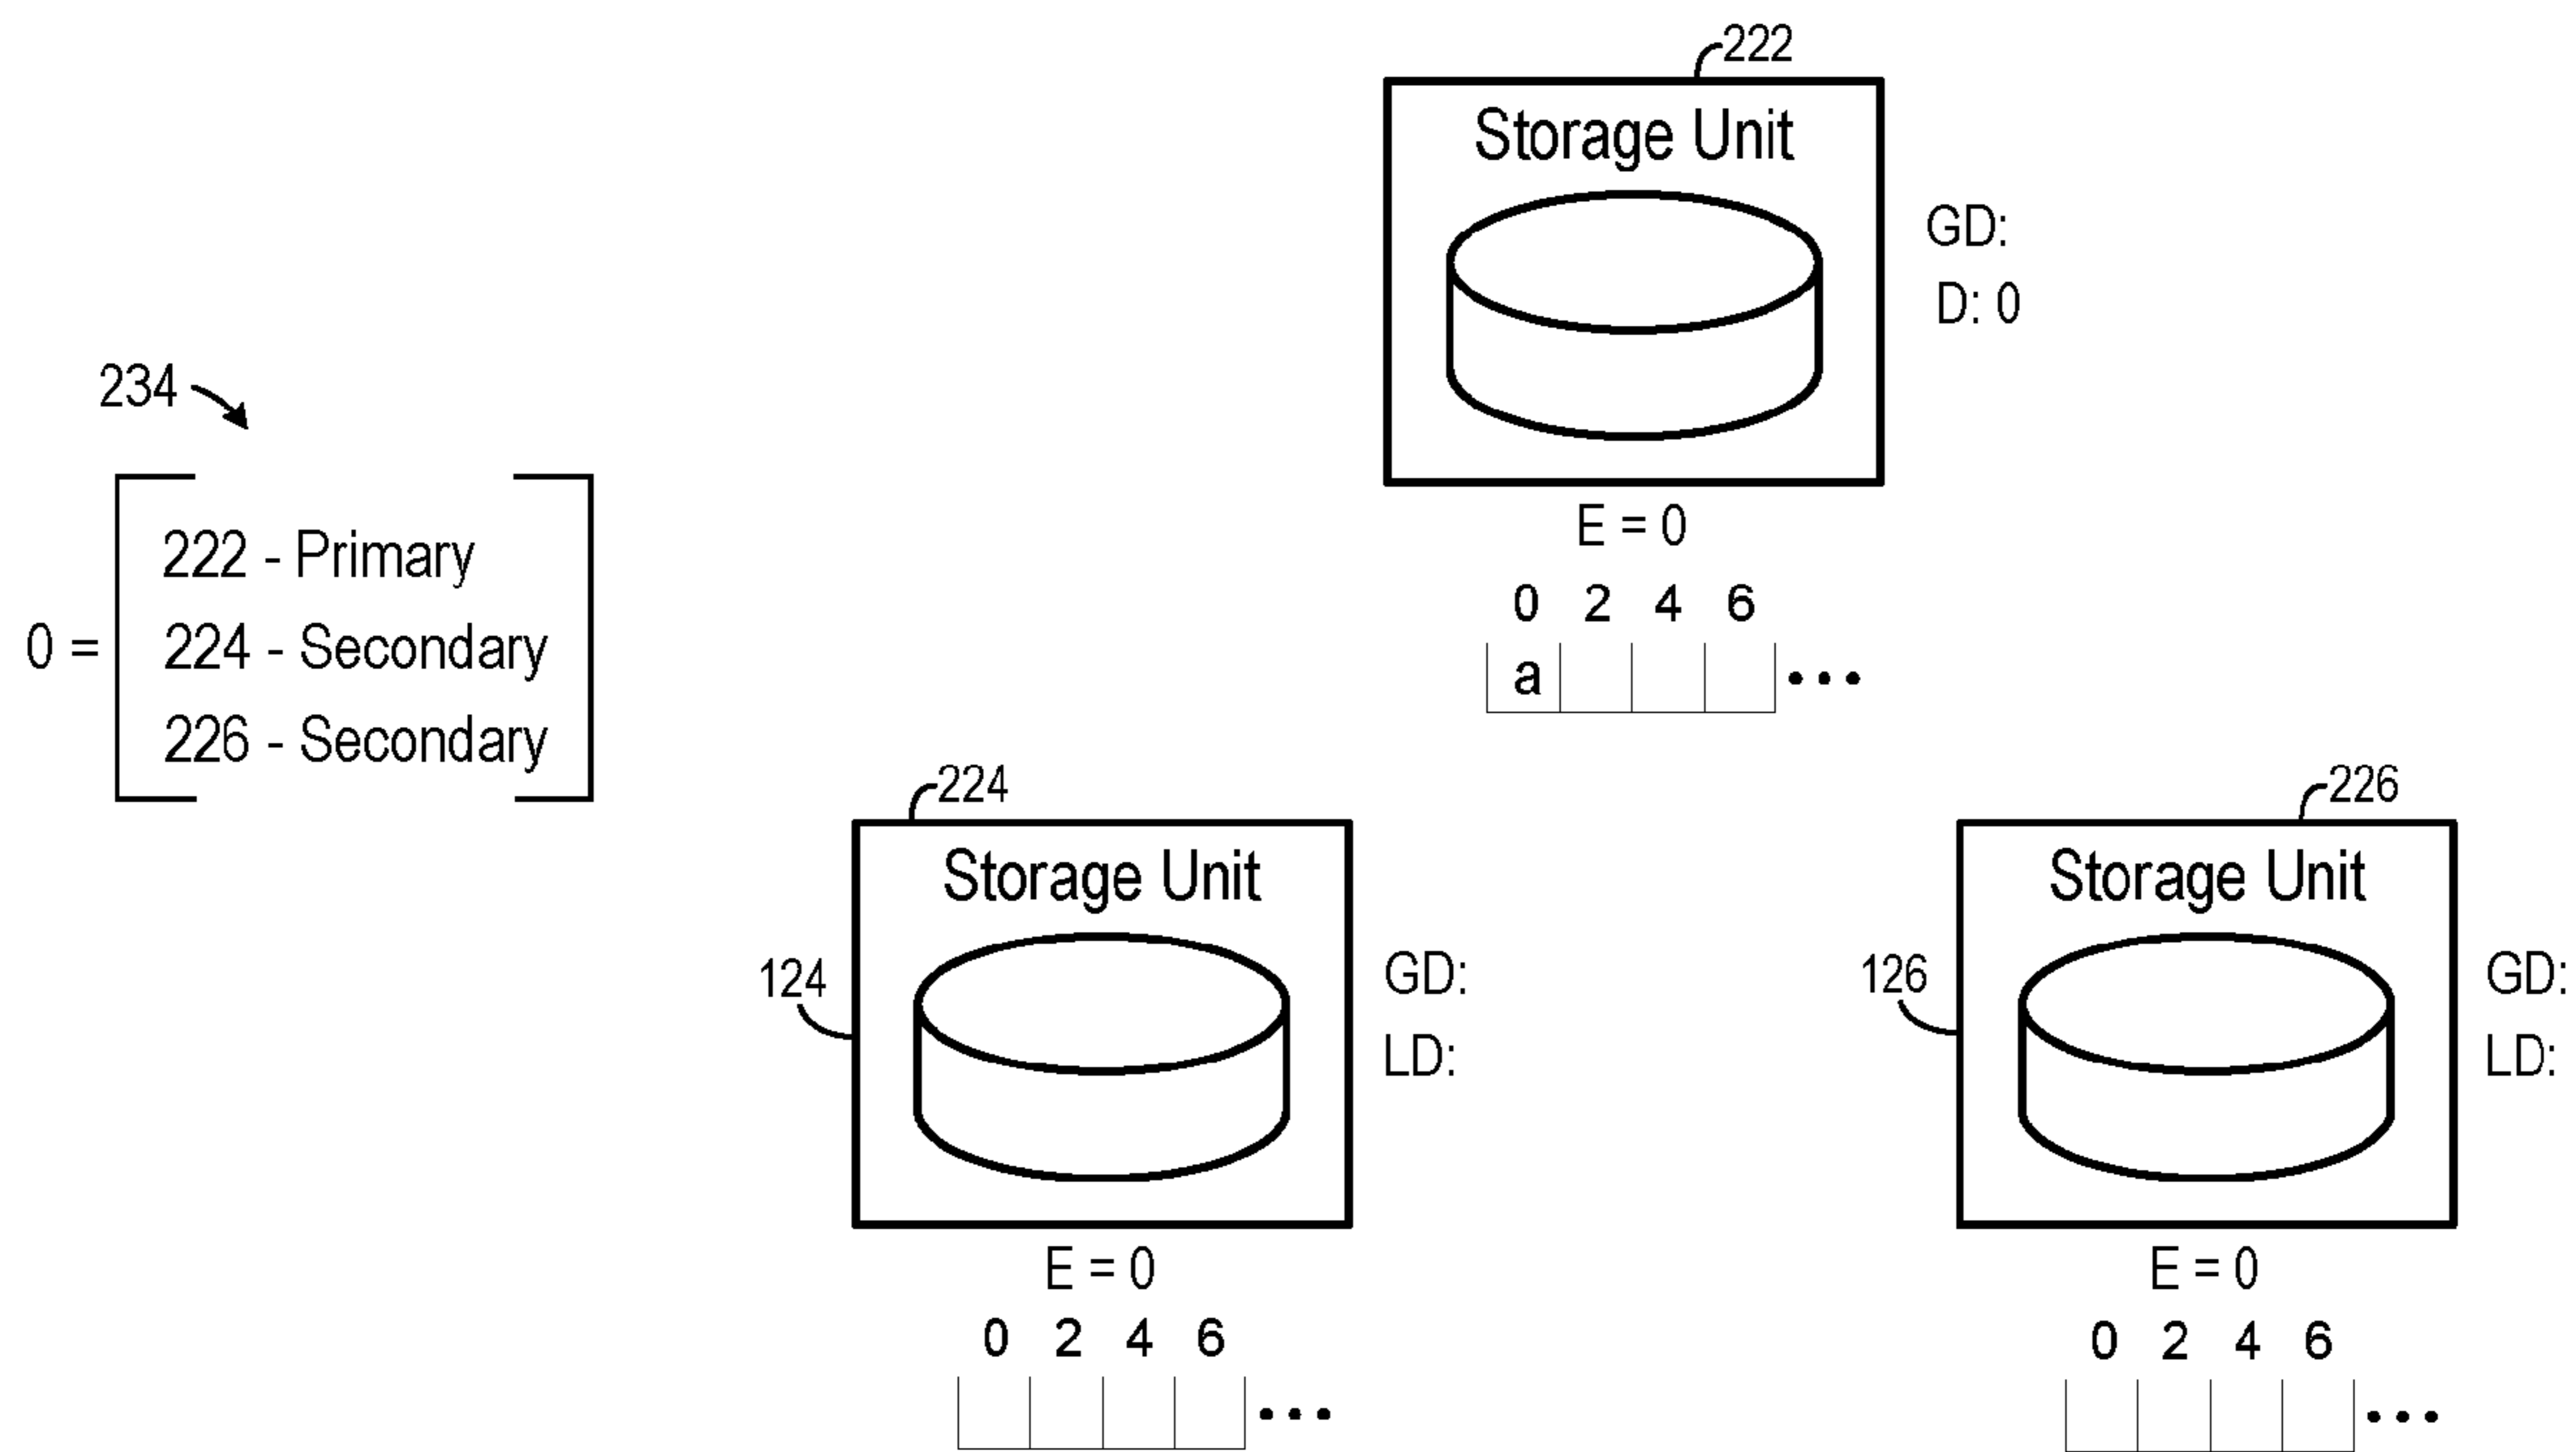 222
Storage Unit
GD:
D: 0
E = 0
0 2 4 6
a
234
0 =
222 - Primary
224 - Secondary
226 - Secondary
224
Storage Unit
124
GD:
LD:
E = 0
0 2 4 6
226
Storage Unit
126
GD:
LD:
E = 0
0 2 4 6